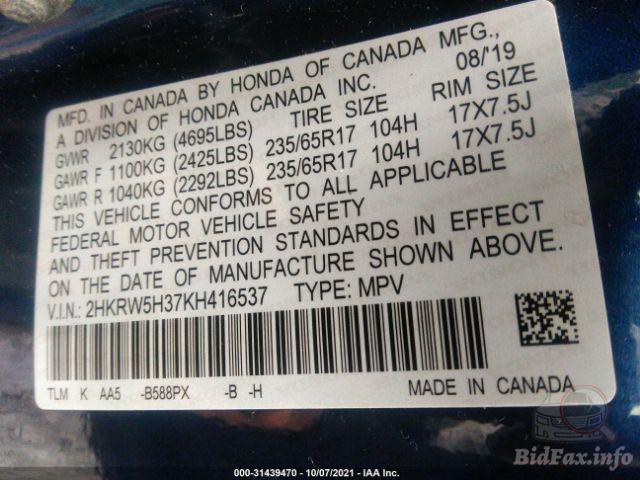 MFD. IN CANADA BY HONDA OF CANADA MFG.,
A DIVISION OF HONDA CANADA INC. 08/'19
GVWR 2130KG (4695LBS) TIRE SIZE RIM SIZE
GAWR F 1100KG (2425LBS) 235/65R17 104H 17X7.5J
GAWR R 1040KG (2292LBS) 235/65R17 104H 17X7.5J
THIS VEHICLE CONFORMS TO ALL APPLICABLE
FEDERAL MOTOR VEHICLE SAFETY
AND THEFT PREVENTION STANDARDS IN EFFECT
ON THE DATE OF MANUFACTURE SHOWN ABOVE.
V.I.N.: 2HKRW5H37KH416537 TYPE: MPV
TLM K AA5 -B588PX -B -H MADE IN CANADA
BidFax.info
000-31439470 - 10/07/2021 - IAA Inc.